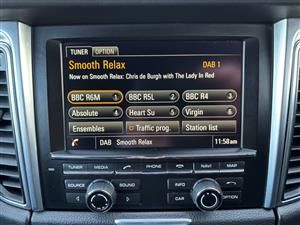 TUNER OPTION
Smooth Relax DAB 1
Now on Smooth Relax: Chris de Burgh with The Lady In Red
BBC R6M 1 BBC R5L 2 BBC R4 3
Absolute 4 Heart Su 5 Virgin 6
Ensembles Traffic prog. Station list
DAB Smooth Relax 11:58am
TUNER MEDIA PHONE NAV MAP
SOURCE SOUND INFO
CAR OPTION